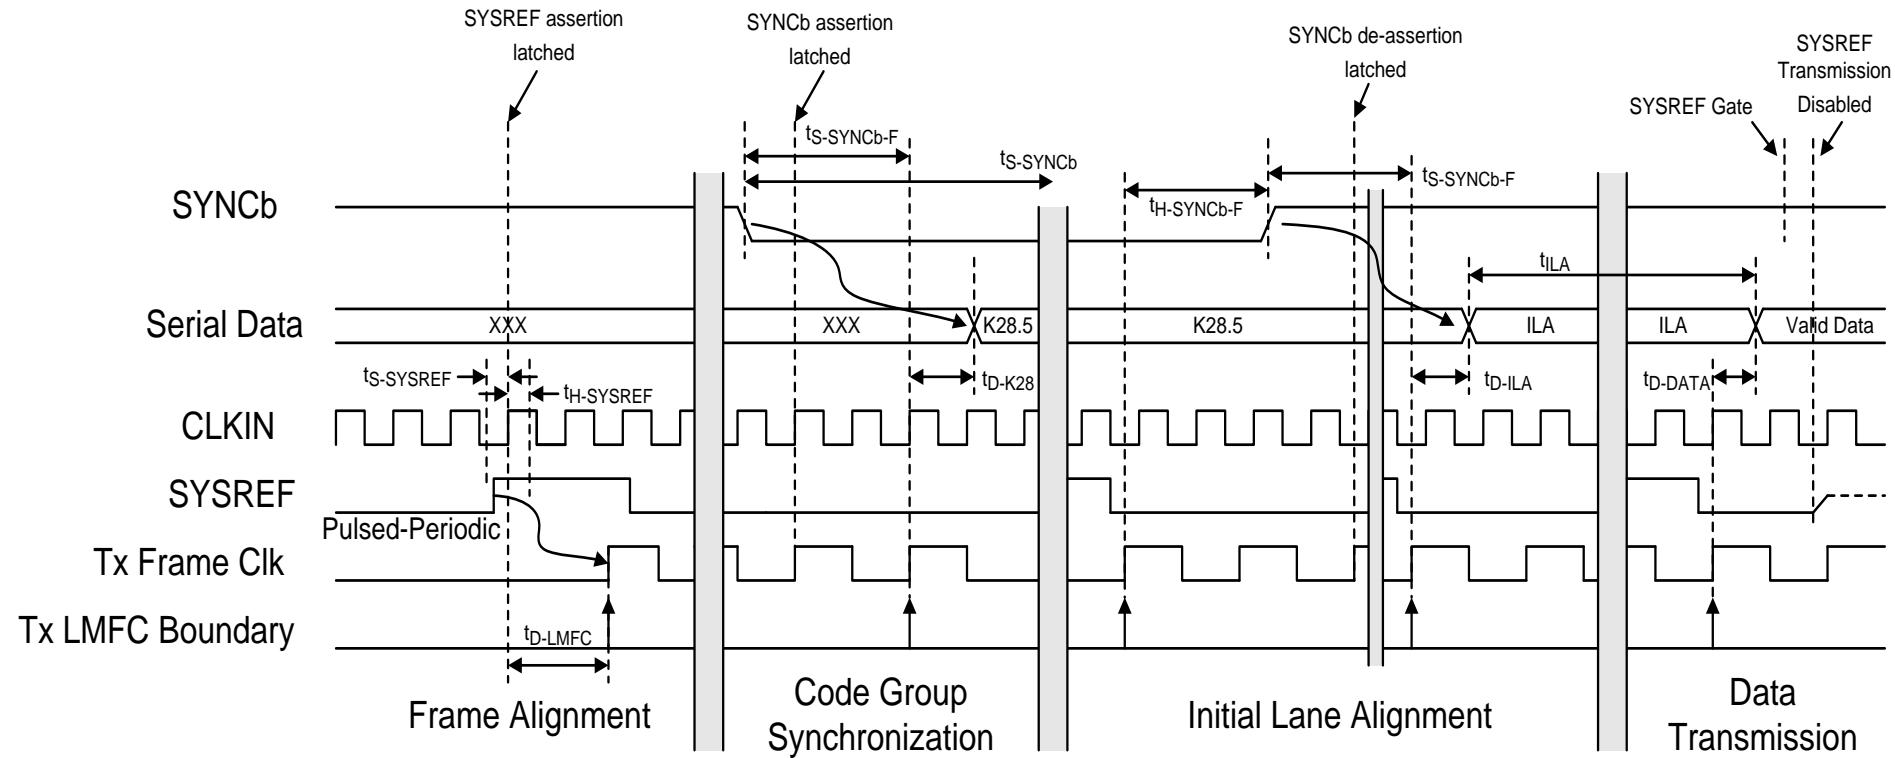 SYSREF assertion
latched
SYNCb assertion
latched
SYNCb de-assertion
latched
SYSREF
Transmission
Disabled
SYSREF Gate
tS-SYNCb-F
tS-SYNCb
tS-SYNCb-F
tH-SYNCb-F
SYNCb
tILA
Serial Data
XXX
XXX
K28.5
K28.5
ILA
ILA
Valid Data
tS-SYSREF
tH-SYSREF
tD-K28
tD-ILA
tD-DATA
CLKIN
SYSREF
Pulsed-Periodic
Tx Frame Clk
Tx LMFC Boundary
tD-LMFC
Frame Alignment
Code Group
Synchronization
Initial Lane Alignment
Data
Transmission